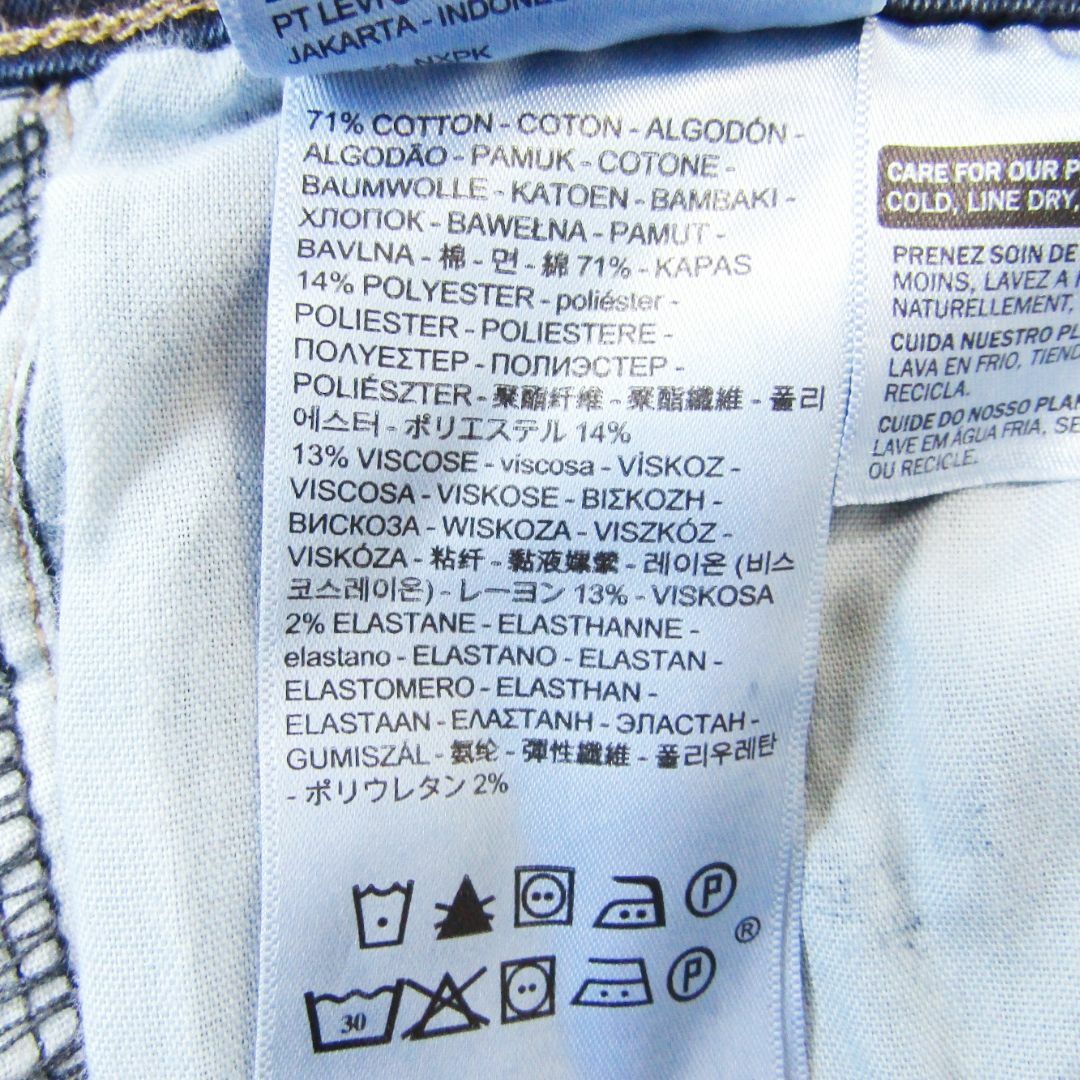 PT LEVI
JAKARTA - INDONES
NXPK
71% COTTON - COTON - ALGODÓN -
ALGODÃO - PAMUK - COTONE -
BAUMWOLLE - KATOEN - BAMBAKI -
ХЛОПОК - BAWEŁNA - PAMUT -
BAVLNA - 棉 - 면 - 綿 71% - KAPAS
14% POLYESTER - poliéster -
POLIESTER - POLIESTERE -
ΠΟΛΥΕΣΤΕΡ - ПОЛИЭСТЕР -
POLIÉSZTER - 聚酯纤维 - 聚酯纖維 - 폴리
에스터 - ポリエステル 14%
13% VISCOSE - viscosa - VİSKOZ -
VISCOSA - VISKOSE - ΒΙΣΚΟΖΗ -
ВИСКОЗА - WISKOZA - VISZKÓZ -
VISKÓZA - 粘纤 - 黏液嫘縈 - 레이온 (비스
코스레이온) - レーヨン 13% - VISKOSA
2% ELASTANE - ELASTHANNE -
elastano - ELASTANO - ELASTAN -
ELASTOMERO - ELASTHAN -
ELASTAAN - ΕΛΑΣΤΑΝΗ - ЭЛАСТАН -
GUMISZÁL - 氨纶 - 彈性纖維 - 폴리우레탄
- ポリウレタン 2%
P
®
30
P
CARE FOR OUR P
COLD, LINE DRY,
PRENEZ SOIN DE
MOINS, LAVEZ A
NATURELLEMENT,
CUIDA NUESTRO PL
LAVA EN FRIO, TIEND
RECICLA.
CUIDE DO NOSSO PLAN
LAVE EM ÁGUA FRIA, SE
OU RECICLE.